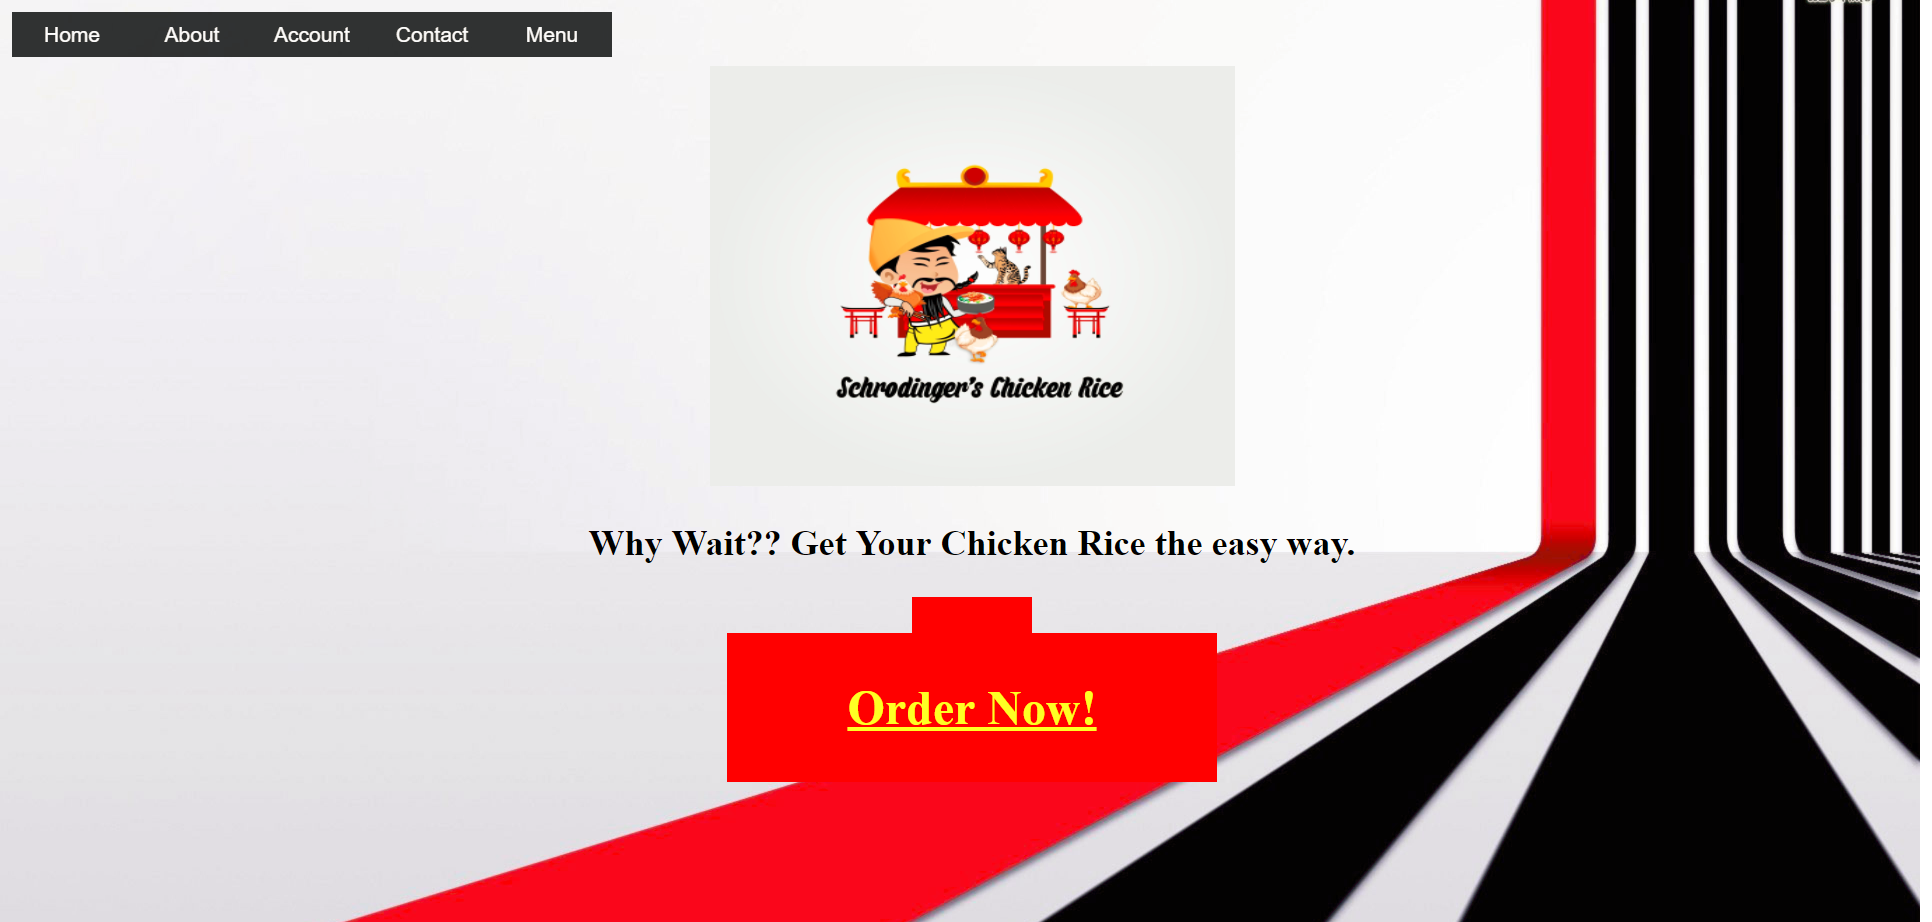 Home About Account Contact Menu
Schrodinger's Chicken Rice
Why Wait?? Get Your Chicken Rice the easy way.
Order Now!